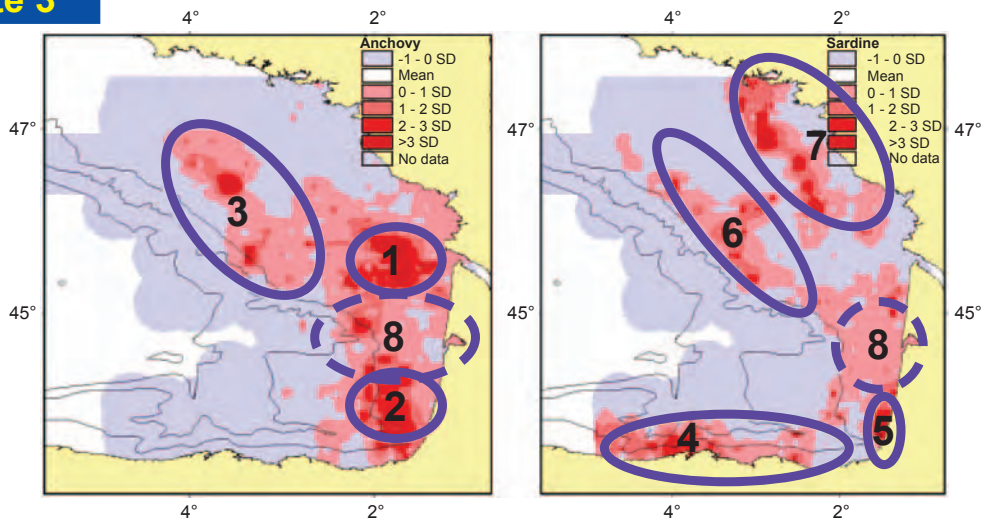 te 3
4° 2° 4° 2°
Anchovy
-1 - 0 SD
Mean
0 - 1 SD
1 - 2 SD
2 - 3 SD
>3 SD
No data
Sardine
-1 - 0 SD
Mean
0 - 1 SD
1 - 2 SD
2 - 3 SD
>3 SD
No data
47° 47°
45° 45°
3
1
8
2
7
6
8
5
4
4° 2° 4° 2°